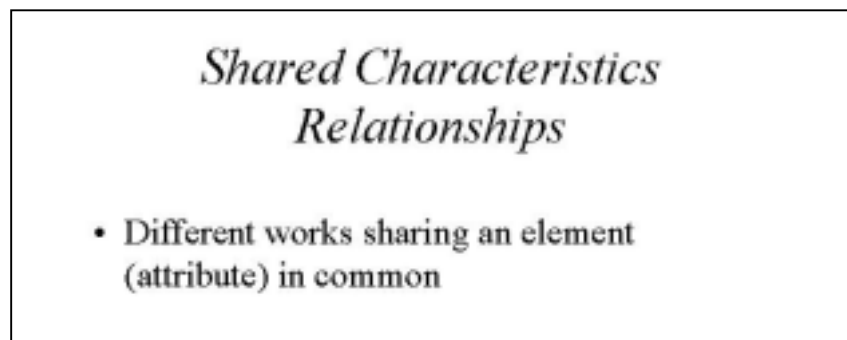 Shared Characteristics
Relationships
• Different works sharing an element
(attribute) in common